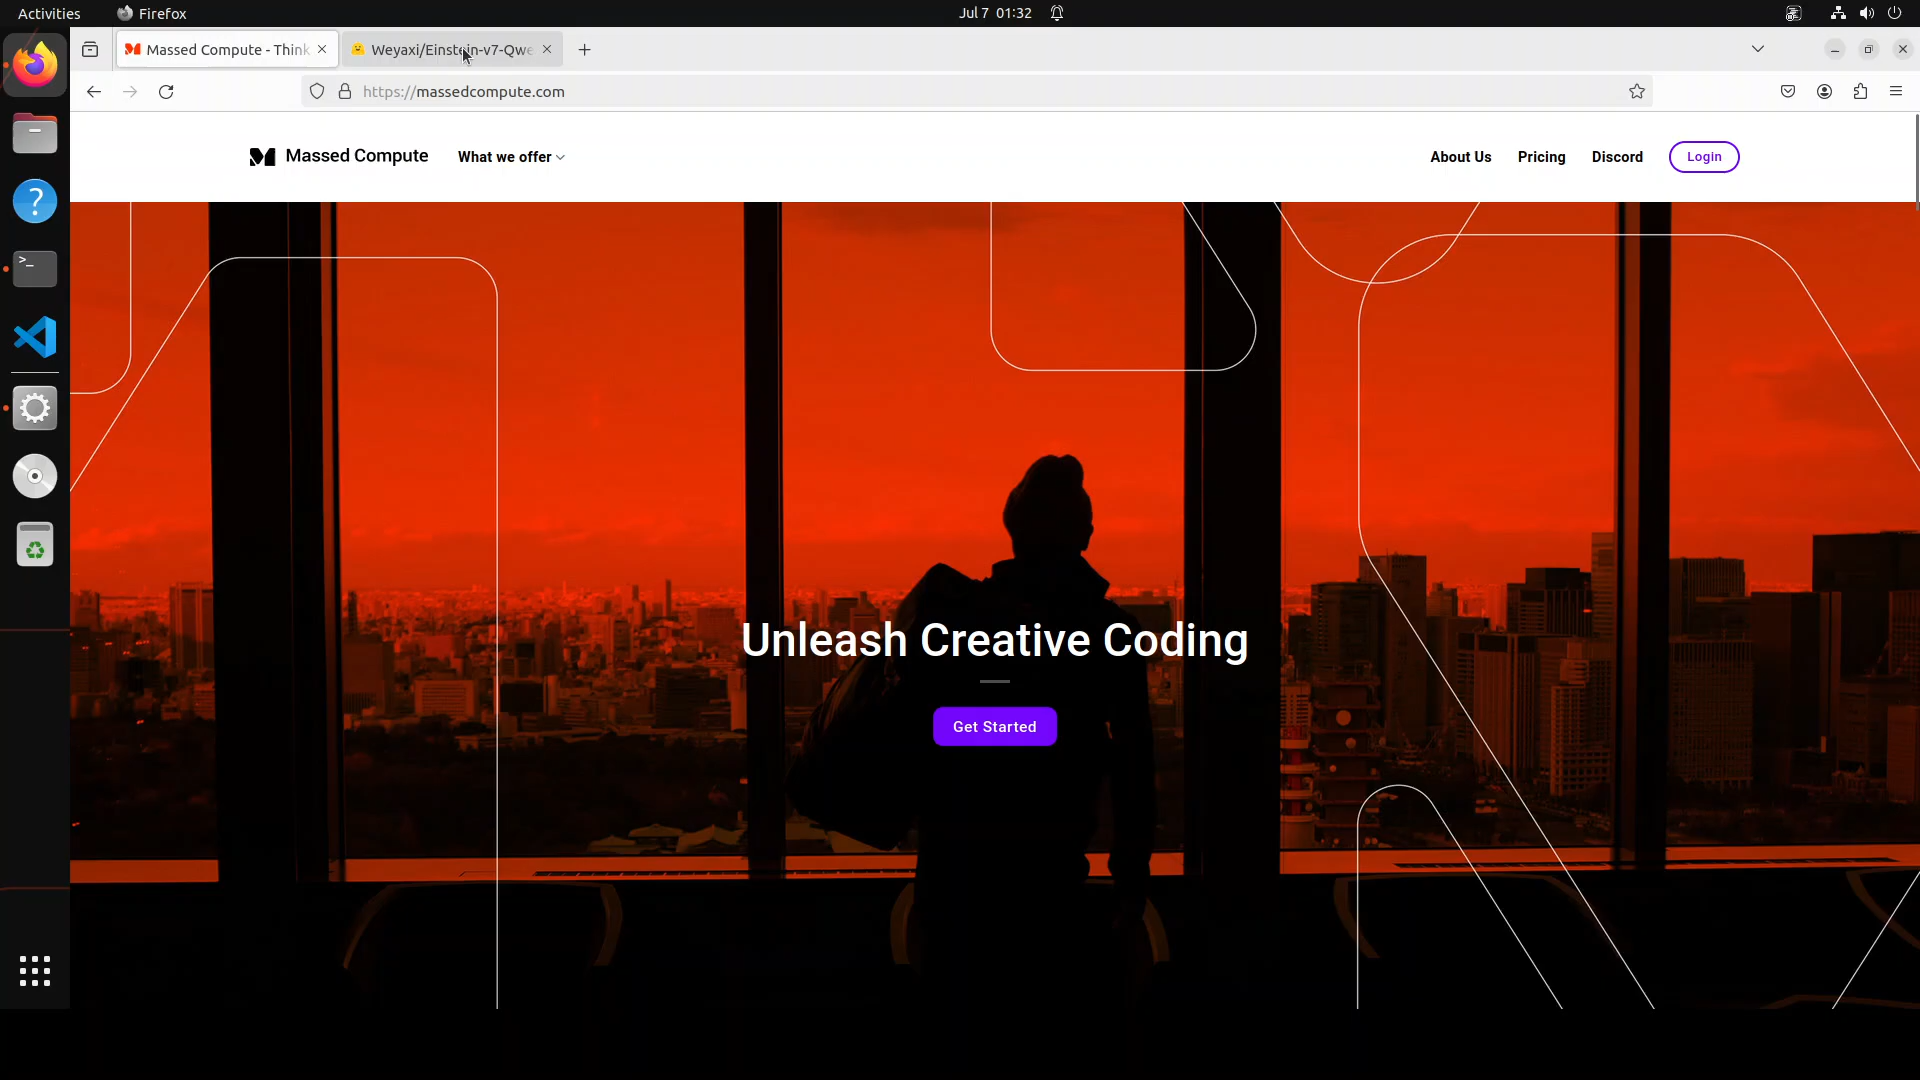 Activities
Firefox
Jul 7 01:32
Massed Compute - Think
Weyaxi/Einstein-v7-Qwe
https://massedcompute.com
Massed Compute
What we offer
About Us
Pricing
Discord
Login
Unleash Creative Coding
Get Started